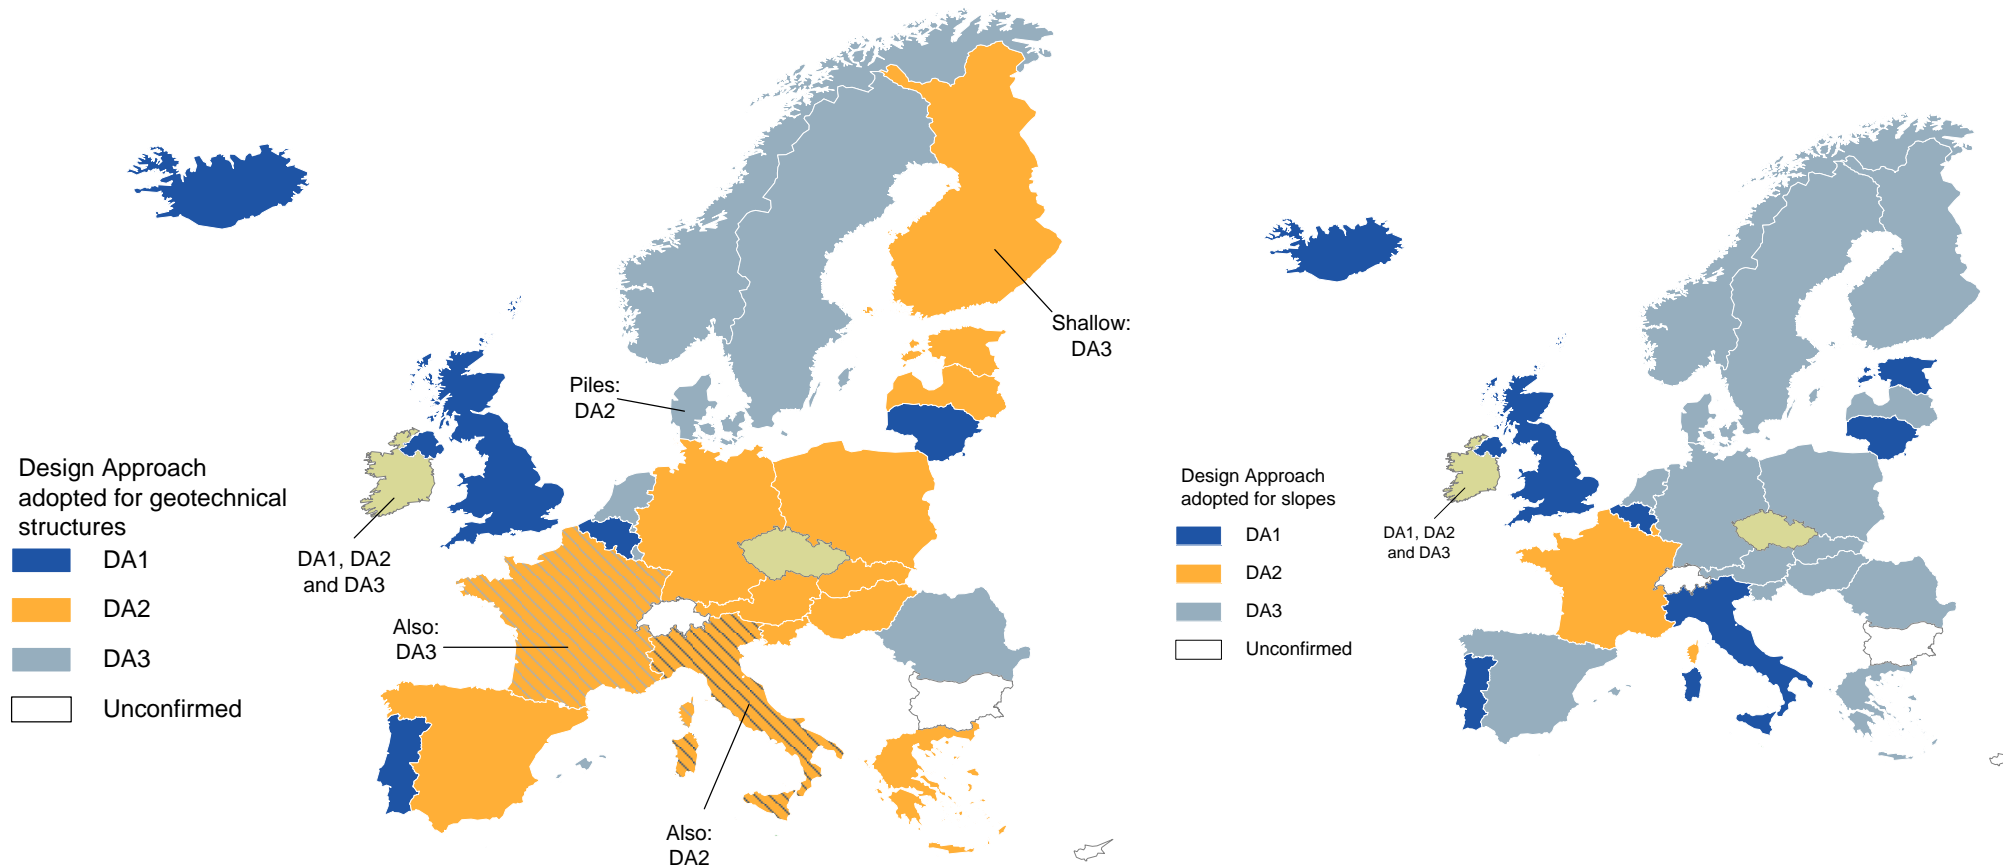 Shallow:
DA3
Piles:
DA2
Design Approach
adopted for geotechnical
structures
DA1
DA2
DA3
Unconfirmed
DA1, DA2
and DA3
Also:
DA3
Also:
DA2
Design Approach
adopted for slopes
DA1
DA2
DA3
Unconfirmed
DA1, DA2
and DA3